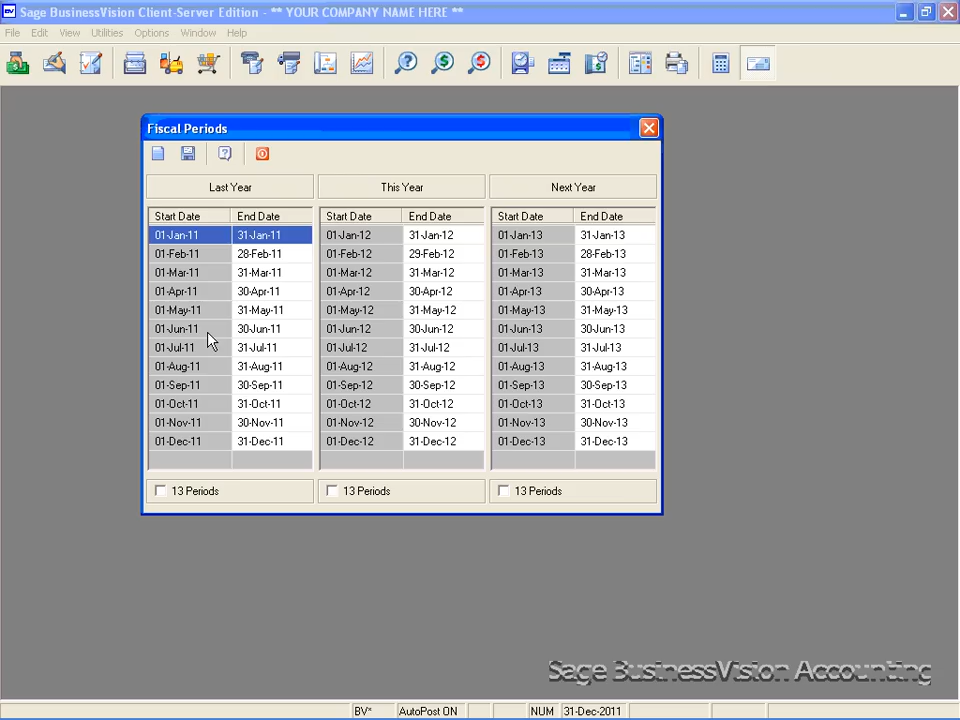 Sage BusinessVision Client-Server Edition - ** YOUR COMPANY NAME HERE **
File Edit View Utilities Options Window Help
Fiscal Periods
Last Year This Year Next Year
Start Date End Date Start Date End Date Start Date End Date
01-Jan-11 31-Jan-11 01-Jan-12 31-Jan-12 01-Jan-13 31-Jan-13
01-Feb-11 28-Feb-11 01-Feb-12 29-Feb-12 01-Feb-13 28-Feb-13
01-Mar-11 31-Mar-11 01-Mar-12 31-Mar-12 01-Mar-13 31-Mar-13
01-Apr-11 30-Apr-11 01-Apr-12 30-Apr-12 01-Apr-13 30-Apr-13
01-May-11 31-May-11 01-May-12 31-May-12 01-May-13 31-May-13
01-Jun-11 30-Jun-11 01-Jun-12 30-Jun-12 01-Jun-13 30-Jun-13
01-Jul-11 31-Jul-11 01-Jul-12 31-Jul-12 01-Jul-13 31-Jul-13
01-Aug-11 31-Aug-11 01-Aug-12 31-Aug-12 01-Aug-13 31-Aug-13
01-Sep-11 30-Sep-11 01-Sep-12 30-Sep-12 01-Sep-13 30-Sep-13
01-Oct-11 31-Oct-11 01-Oct-12 31-Oct-12 01-Oct-13 31-Oct-13
01-Nov-11 30-Nov-11 01-Nov-12 30-Nov-12 01-Nov-13 30-Nov-13
01-Dec-11 31-Dec-11 01-Dec-12 31-Dec-12 01-Dec-13 31-Dec-13
13 Periods 13 Periods 13 Periods
Sage BusinessVision Accounting
BV* AutoPost ON NUM 31-Dec-2011